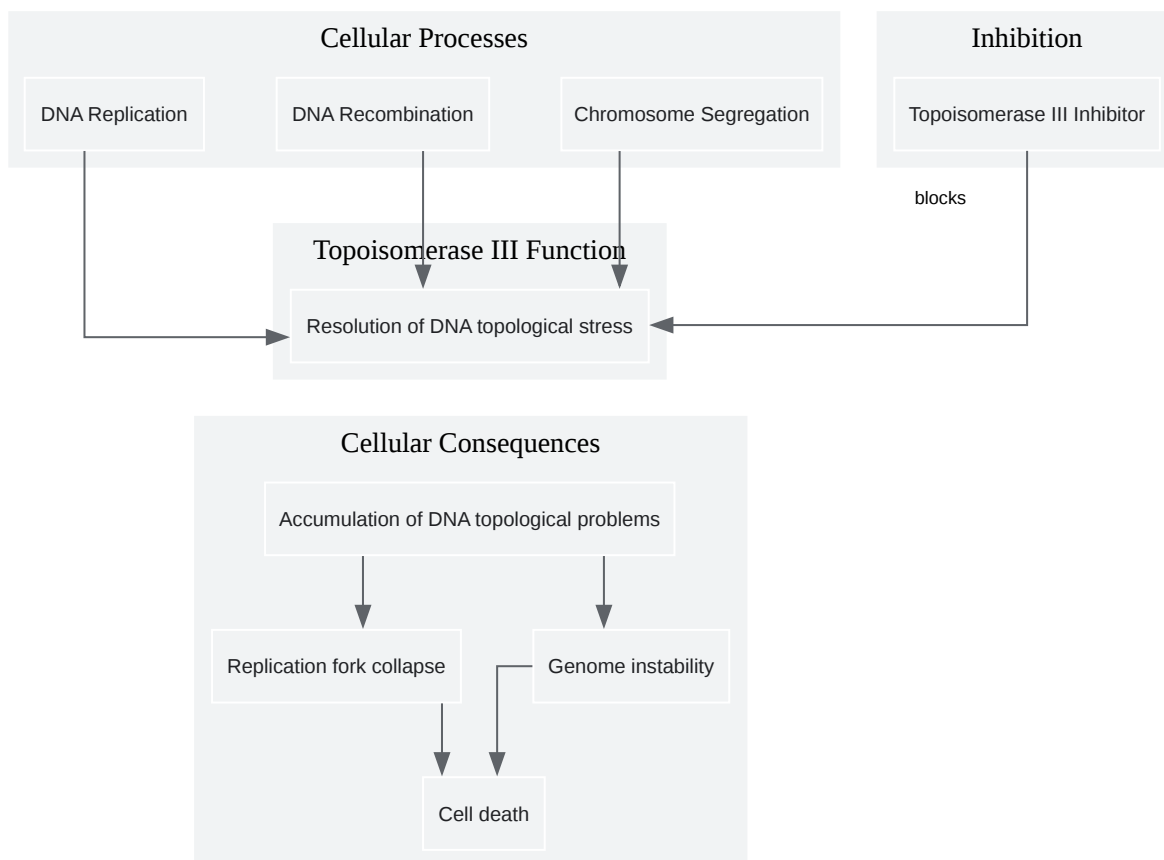 Cellular Processes
Inhibition
DNA Replication
DNA Recombination
Chromosome Segregation
Topoisomerase III Inhibitor
blocks
Topoisomerase III Function
Resolution of DNA topological stress
Cellular Consequences
Accumulation of DNA topological problems
Replication fork collapse
Genome instability
Cell death